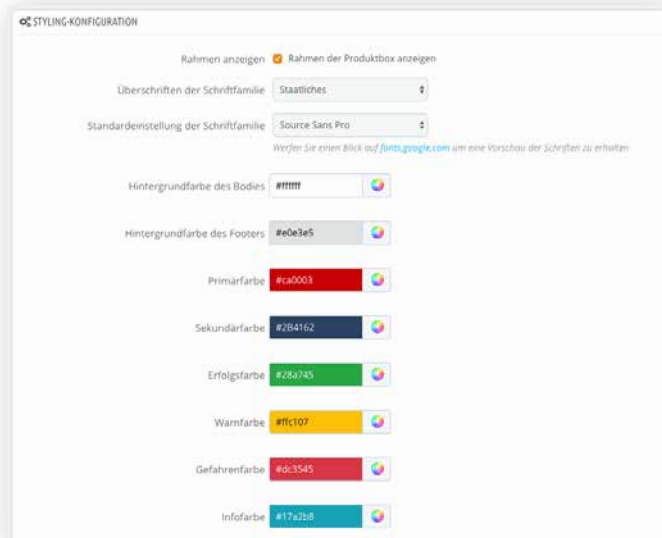 STYLING-KONFIGURATION
Rahmen anzeigen Rahmen der Produktbox anzeigen
Überschriften der Schriftfamilie Staatliches
Standardeinstellung der Schriftfamilie Source Sans Pro
Werfen Sie einen Blick auf fonts.google.com um eine Vorschau der Schriften zu erhalten
Hintergrundfarbe des Bodies #ffffff
Hintergrundfarbe des Footers #e0e3e5
Primärfarbe #ca0003
Sekundärfarbe #2B4162
Erfolgsfarbe #28a745
Warnfarbe #ffc107
Gefahrenfarbe #dc3545
Infofarbe #17a2b8